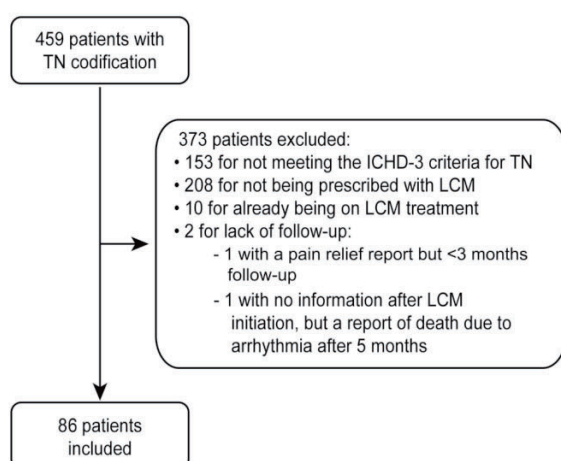 459 patients with
TN codification
373 patients excluded:
• 153 for not meeting the ICHD-3 criteria for TN
• 208 for not being prescribed with LCM
• 10 for already being on LCM treatment
• 2 for lack of follow-up:
- 1 with a pain relief report but <3 months
follow-up
- 1 with no information after LCM
initiation, but a report of death due to
arrhythmia after 5 months
86 patients
included